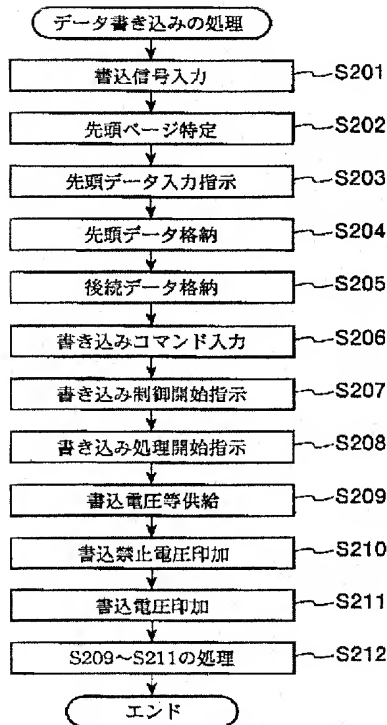 データ書き込みの処理
書込信号入力 S201
先頭ページ特定 S202
先頭データ入力指示 S203
先頭データ格納 S204
後続データ格納 S205
書き込みコマンド入力 S206
書き込み制御開始指示 S207
書き込み処理開始指示 S208
書込電圧等供給 S209
書込禁止電圧印加 S210
書込電圧印加 S211
S209～S211の処理 S212
エンド